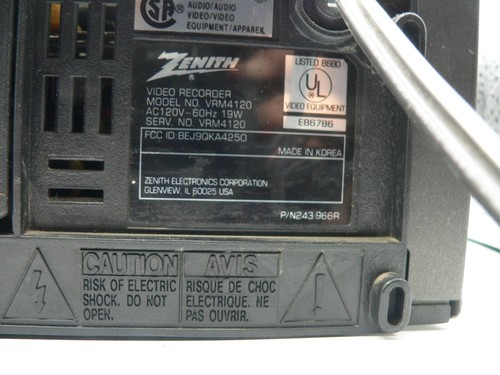 SA
AUDIO/AUDIO
VIDEO/VIDEO
EQUIPMENT/APPAREIL
ZENITH
VIDEO RECORDER
MODEL NO. VRM4120
AC120V~60Hz 19W
SERV. NO. VRM4120
FCC ID: BEJ9QKA4250
LISTED 86B0
UL
VIDEO EQUIPMENT
E86786
MADE IN KOREA
ZENITH ELECTRONICS CORPORATION
GLENVIEW, IL 60025 USA
P/N243 966R
CAUTION
RISK OF ELECTRIC
SHOCK. DO NOT
OPEN.
AVIS
RISQUE DE CHOC
ELECTRIQUE. NE
PAS OUVRIR.